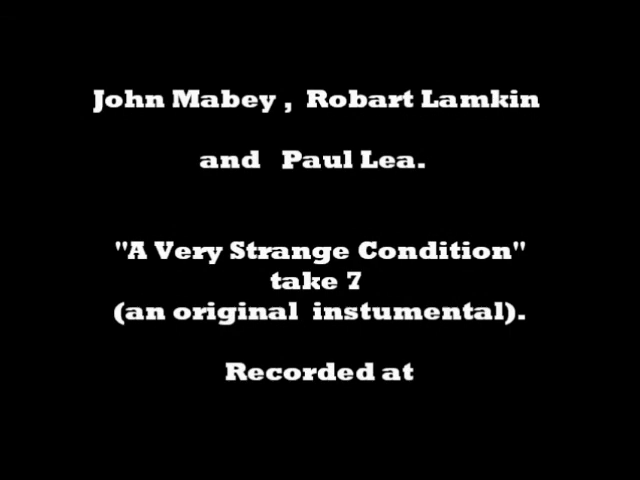 John Mabey , Robart Lamkin
and Paul Lea.
"A Very Strange Condition"
take 7
(an original instumental).
Recorded at